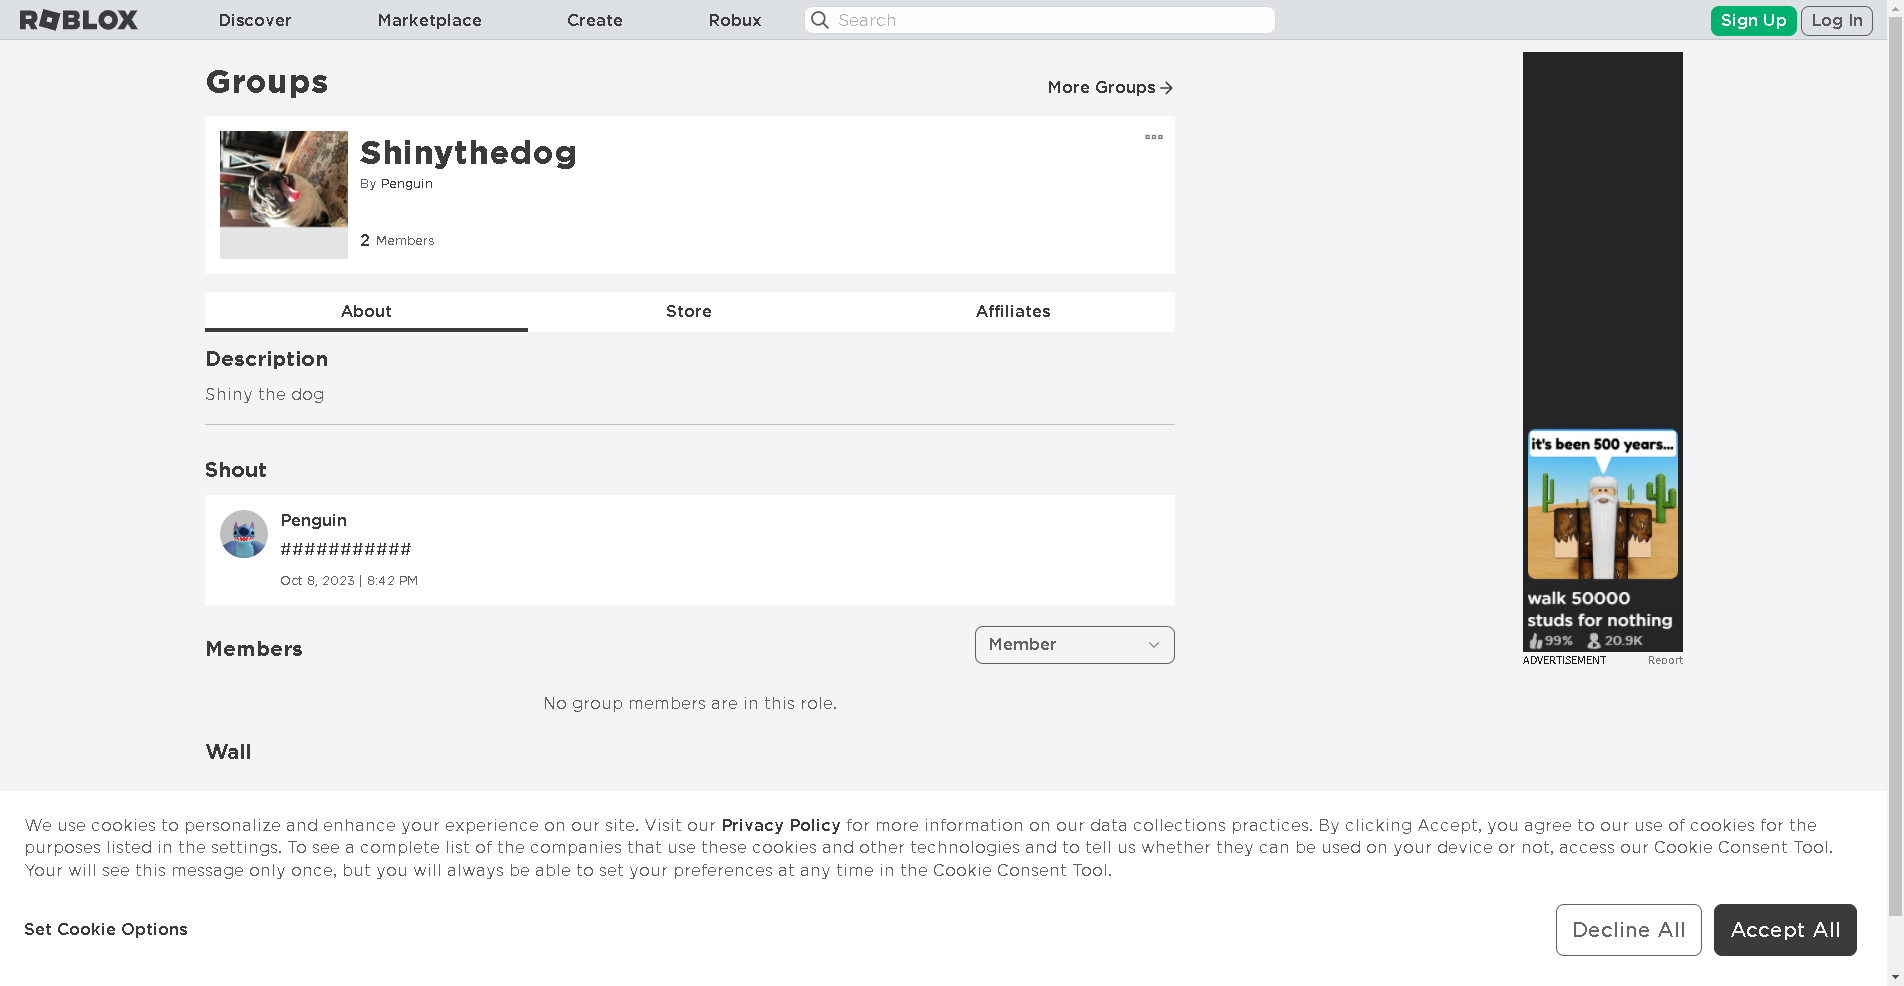 ROBLOX
Discover
Marketplace
Create
Robux
Search
Sign Up
Log In
Groups
More Groups
Shinythedog
By Penguin
2 Members
About
Store
Affiliates
Description
Shiny the dog
Shout
Penguin
###########
Oct 8, 2023 | 8:42 PM
Members
Member
No group members are in this role.
Wall
it's been 500 years...
walk 50000
studs for nothing
99% 20.9K
ADVERTISEMENT
Report
We use cookies to personalize and enhance your experience on our site. Visit our Privacy Policy for more information on our data collections practices. By clicking Accept, you agree to our use of cookies for the
purposes listed in the settings. To see a complete list of the companies that use these cookies and other technologies and to tell us whether they can be used on your device or not, access our Cookie Consent Tool.
Your will see this message only once, but you will always be able to set your preferences at any time in the Cookie Consent Tool.
Set Cookie Options
Decline All
Accept All